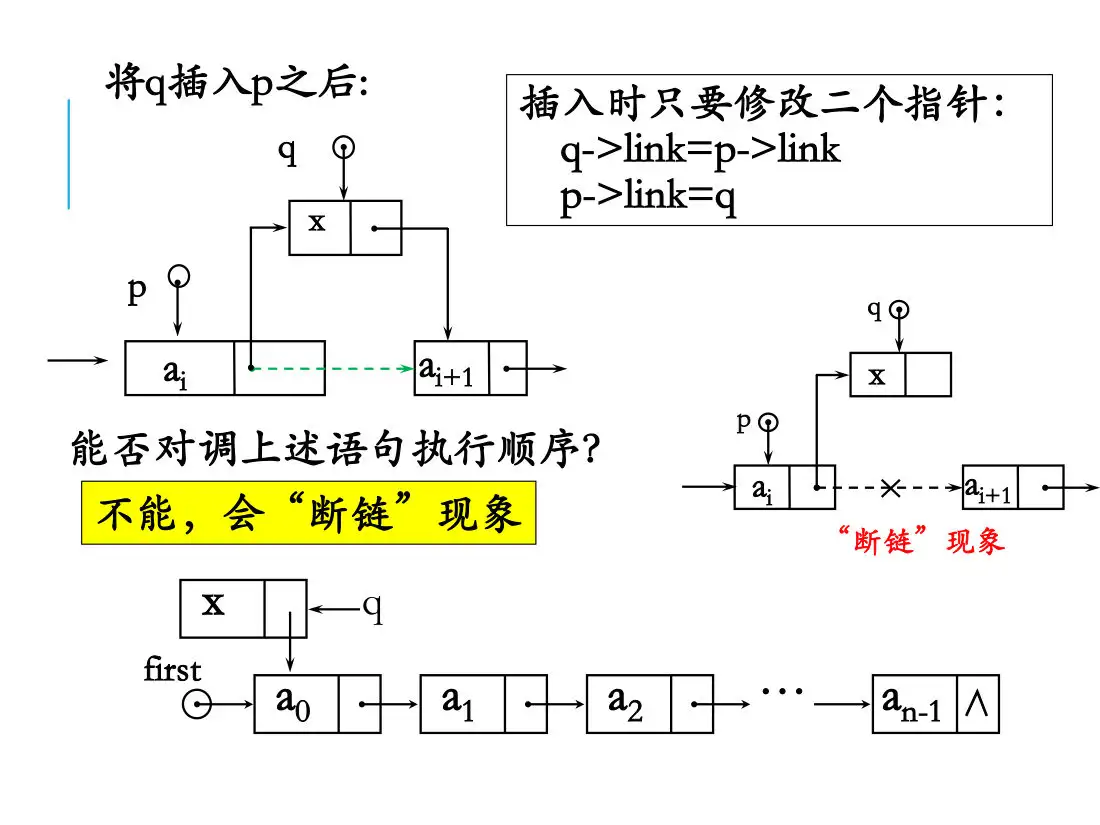 将q插入p之后:
插入时只要修改二个指针:
q->link=p->link
p->link=q
q
x
p
aᵢ
aᵢ₊₁
q
x
p
aᵢ
aᵢ₊₁
“断链”现象
能否对调上述语句执行顺序?
不能，会“断链”现象
x
q
first
a₀
a₁
a₂
…
aₙ₋₁
∧